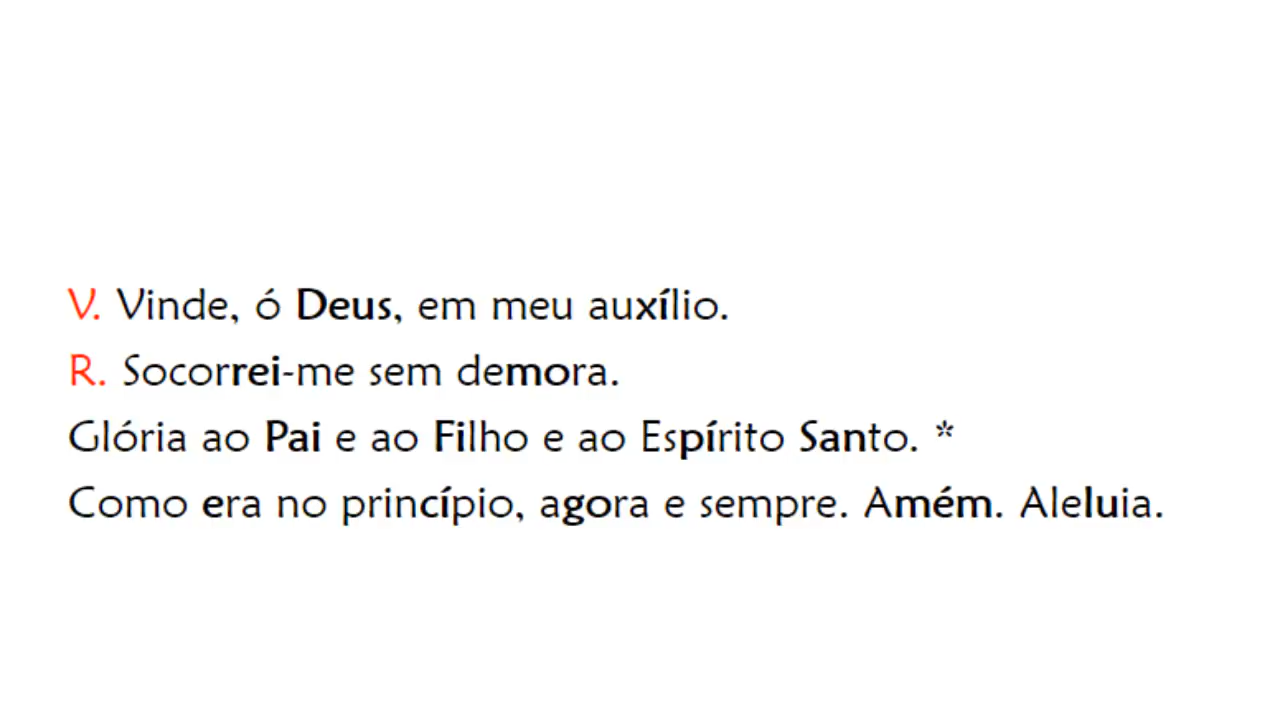 V. Vinde, ó Deus, em meu auxílio.
R. Socorrei-me sem demora.
Glória ao Pai e ao Filho e ao Espírito Santo. *
Como era no princípio, agora e sempre. Amém. Aleluia.